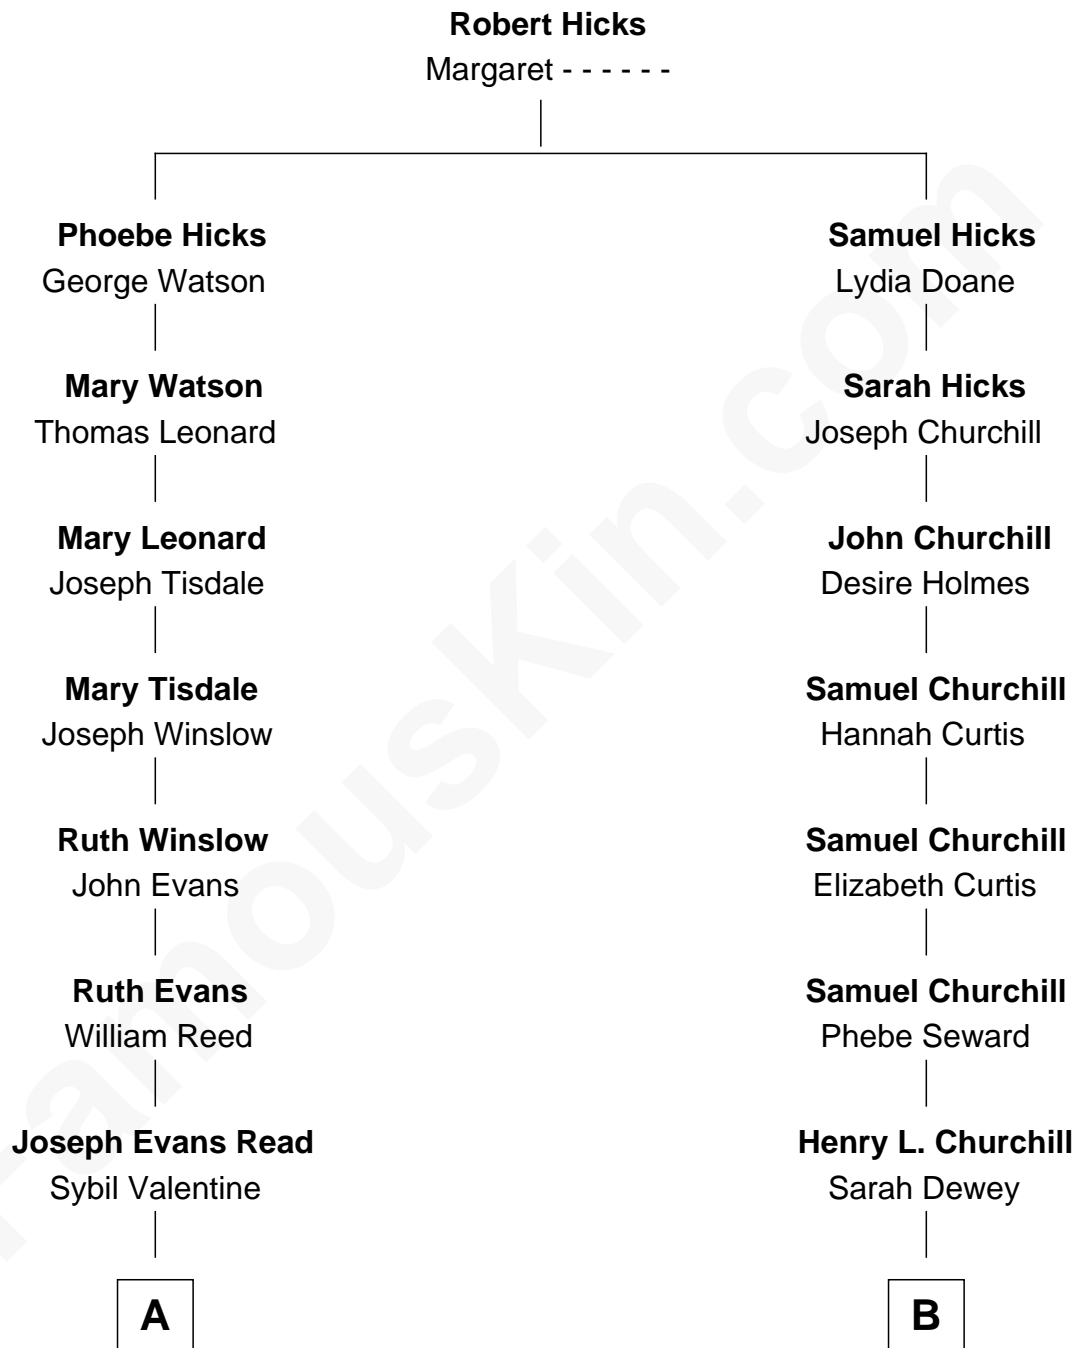 Robert Hicks
Margaret - - - - - -
Phoebe Hicks
George Watson
Samuel Hicks
Lydia Doane
Mary Watson
Thomas Leonard
Sarah Hicks
Joseph Churchill
Mary Leonard
Joseph Tisdale
John Churchill
Desire Holmes
Mary Tisdale
Joseph Winslow
Samuel Churchill
Hannah Curtis
Ruth Winslow
John Evans
Samuel Churchill
Elizabeth Curtis
Ruth Evans
William Reed
Samuel Churchill
Phebe Seward
Joseph Evans Read
Sybil Valentine
Henry L. Churchill
Sarah Dewey
A
B
FamousKin.com